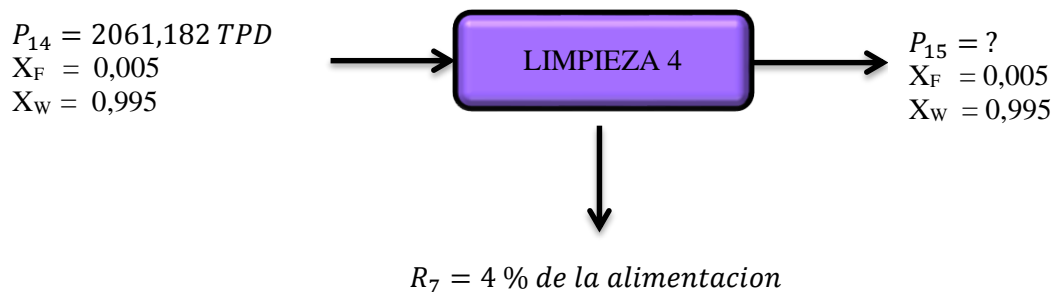 P₁₄ = 2061,182 TPD
X_F = 0,005
X_W = 0,995
LIMPIEZA 4
P₁₅ = ?
X_F = 0,005
X_W = 0,995
R₇ = 4 % de la alimentacion